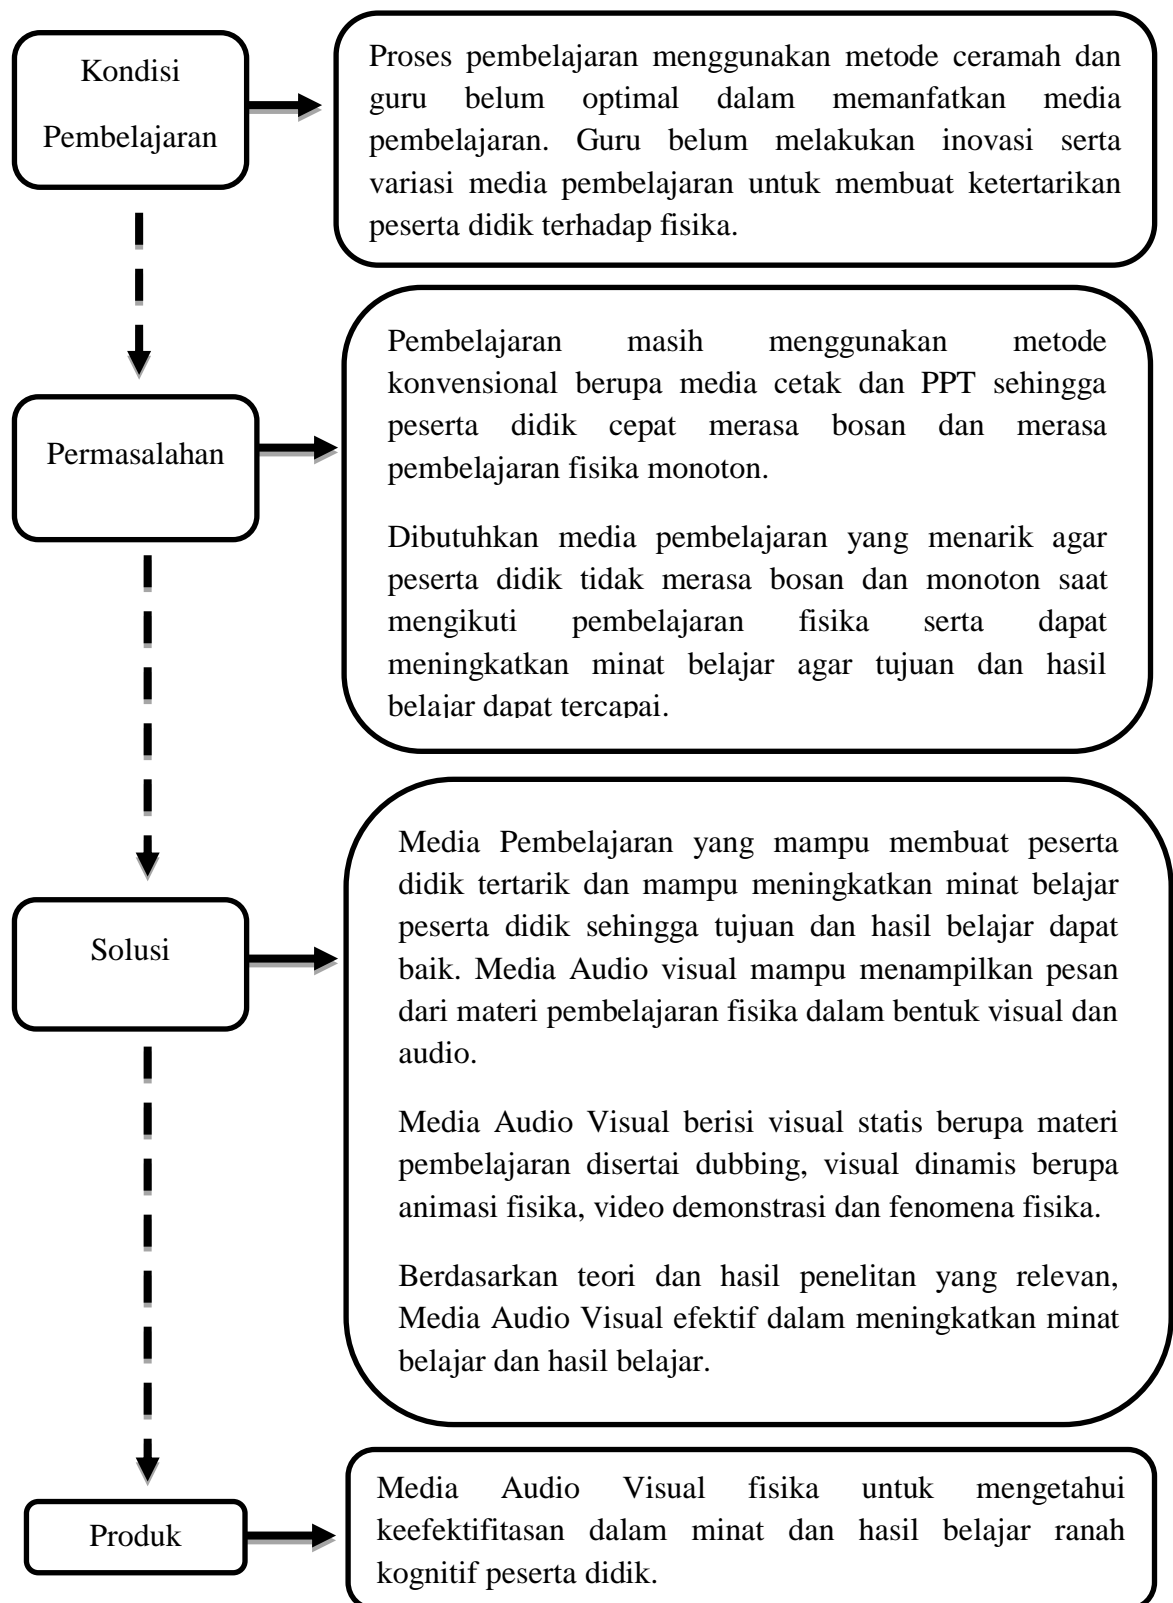 Kondisi
Pembelajaran
Proses pembelajaran menggunakan metode ceramah dan
guru belum optimal dalam memanfatkan media
pembelajaran. Guru belum melakukan inovasi serta
variasi media pembelajaran untuk membuat ketertarikan
peserta didik terhadap fisika.
Permasalahan
Pembelajaran masih menggunakan metode
konvensional berupa media cetak dan PPT sehingga
peserta didik cepat merasa bosan dan merasa
pembelajaran fisika monoton.
Dibutuhkan media pembelajaran yang menarik agar
peserta didik tidak merasa bosan dan monoton saat
mengikuti pembelajaran fisika serta dapat
meningkatkan minat belajar agar tujuan dan hasil
belajar dapat tercapai.
Solusi
Media Pembelajaran yang mampu membuat peserta
didik tertarik dan mampu meningkatkan minat belajar
peserta didik sehingga tujuan dan hasil belajar dapat
baik. Media Audio visual mampu menampilkan pesan
dari materi pembelajaran fisika dalam bentuk visual dan
audio.
Media Audio Visual berisi visual statis berupa materi
pembelajaran disertai dubbing, visual dinamis berupa
animasi fisika, video demonstrasi dan fenomena fisika.
Berdasarkan teori dan hasil penelitan yang relevan,
Media Audio Visual efektif dalam meningkatkan minat
belajar dan hasil belajar.
Produk
Media Audio Visual fisika untuk mengetahui
keefektifitasan dalam minat dan hasil belajar ranah
kognitif peserta didik.